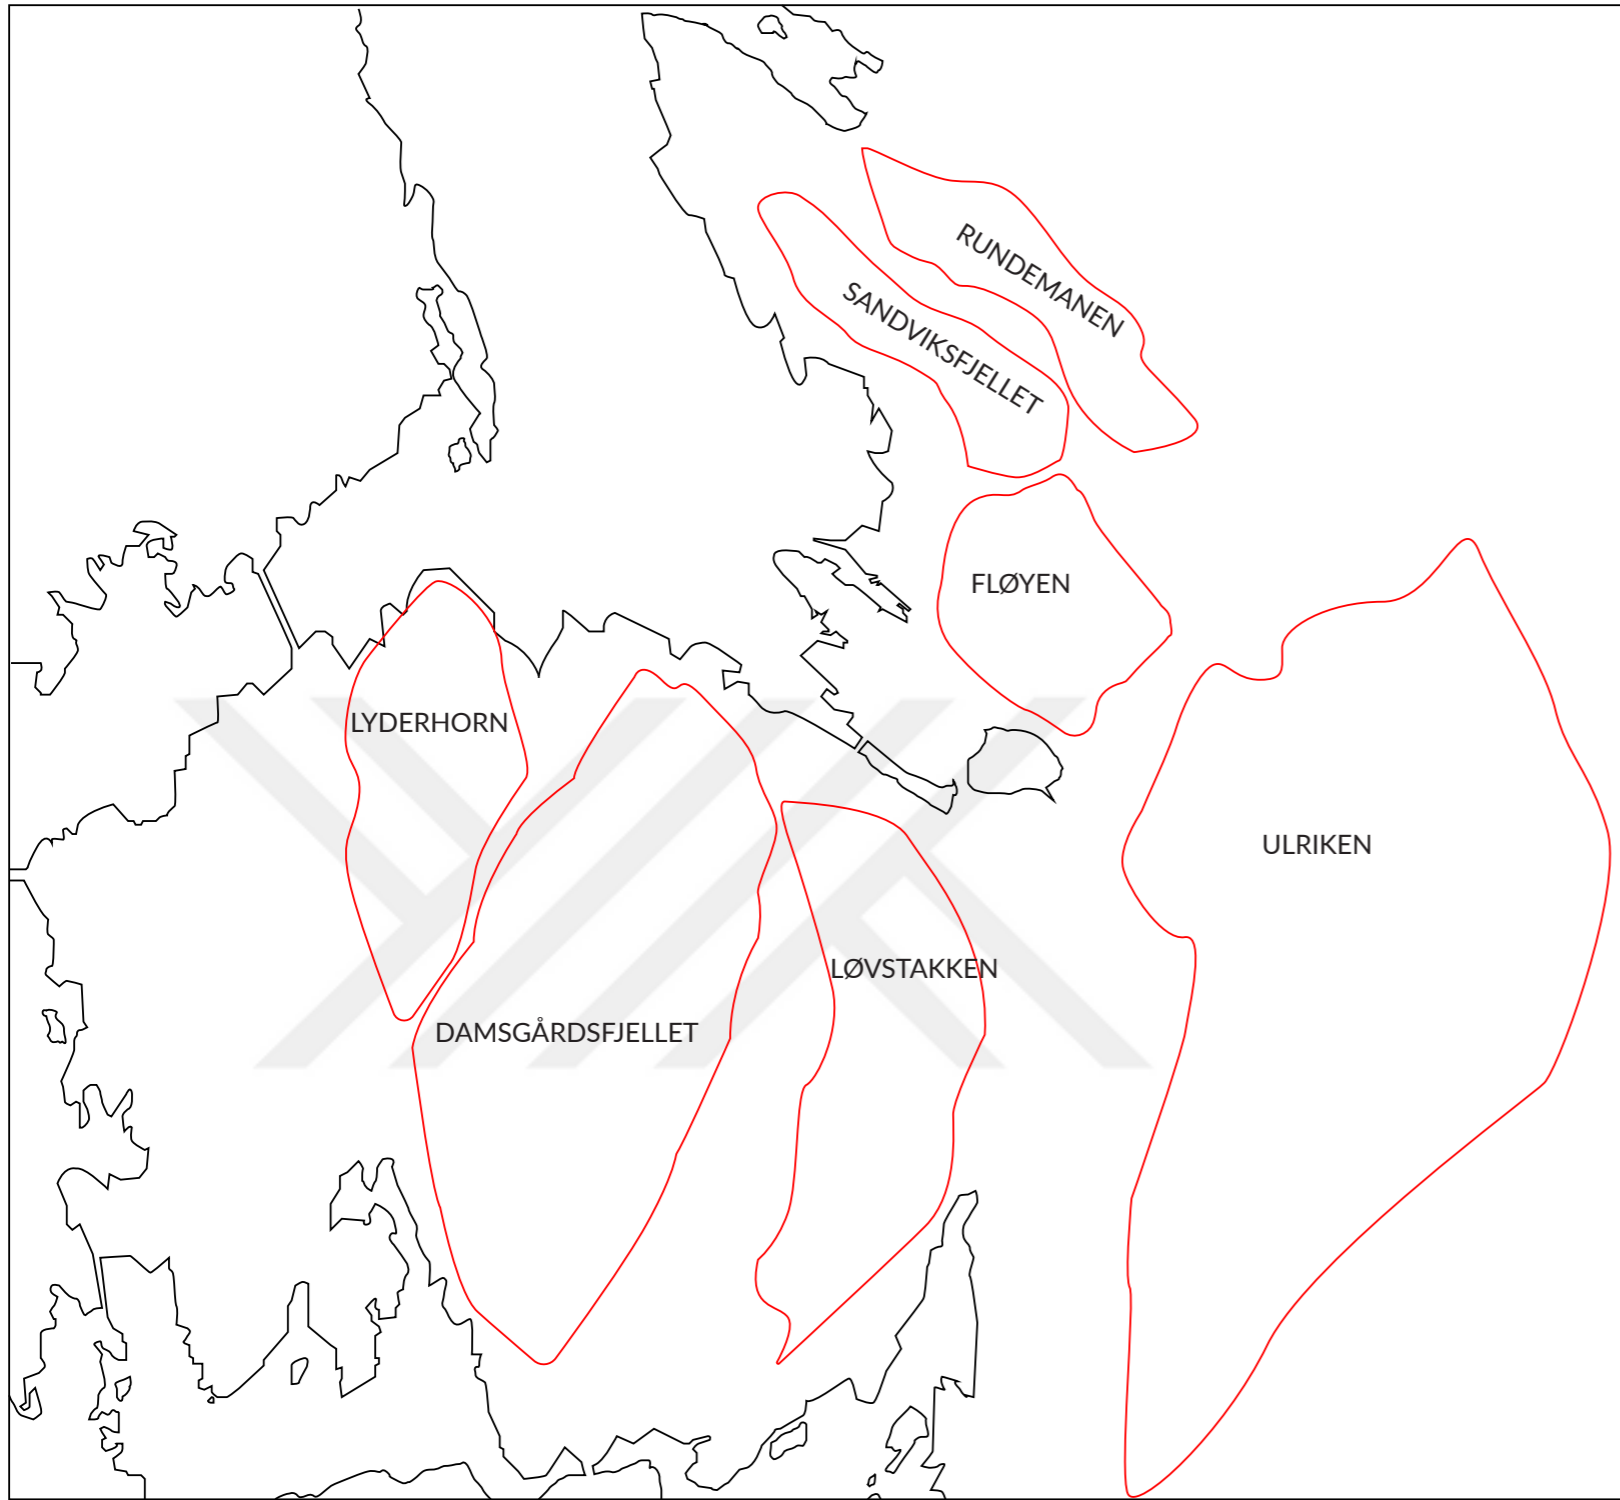 RUNDEMANEN
SANDVIKSFJELLET
FLØYEN
LYDERHORN
ULRIKEN
LØVSTAKKEN
DAMSGÅRDSFJELLET